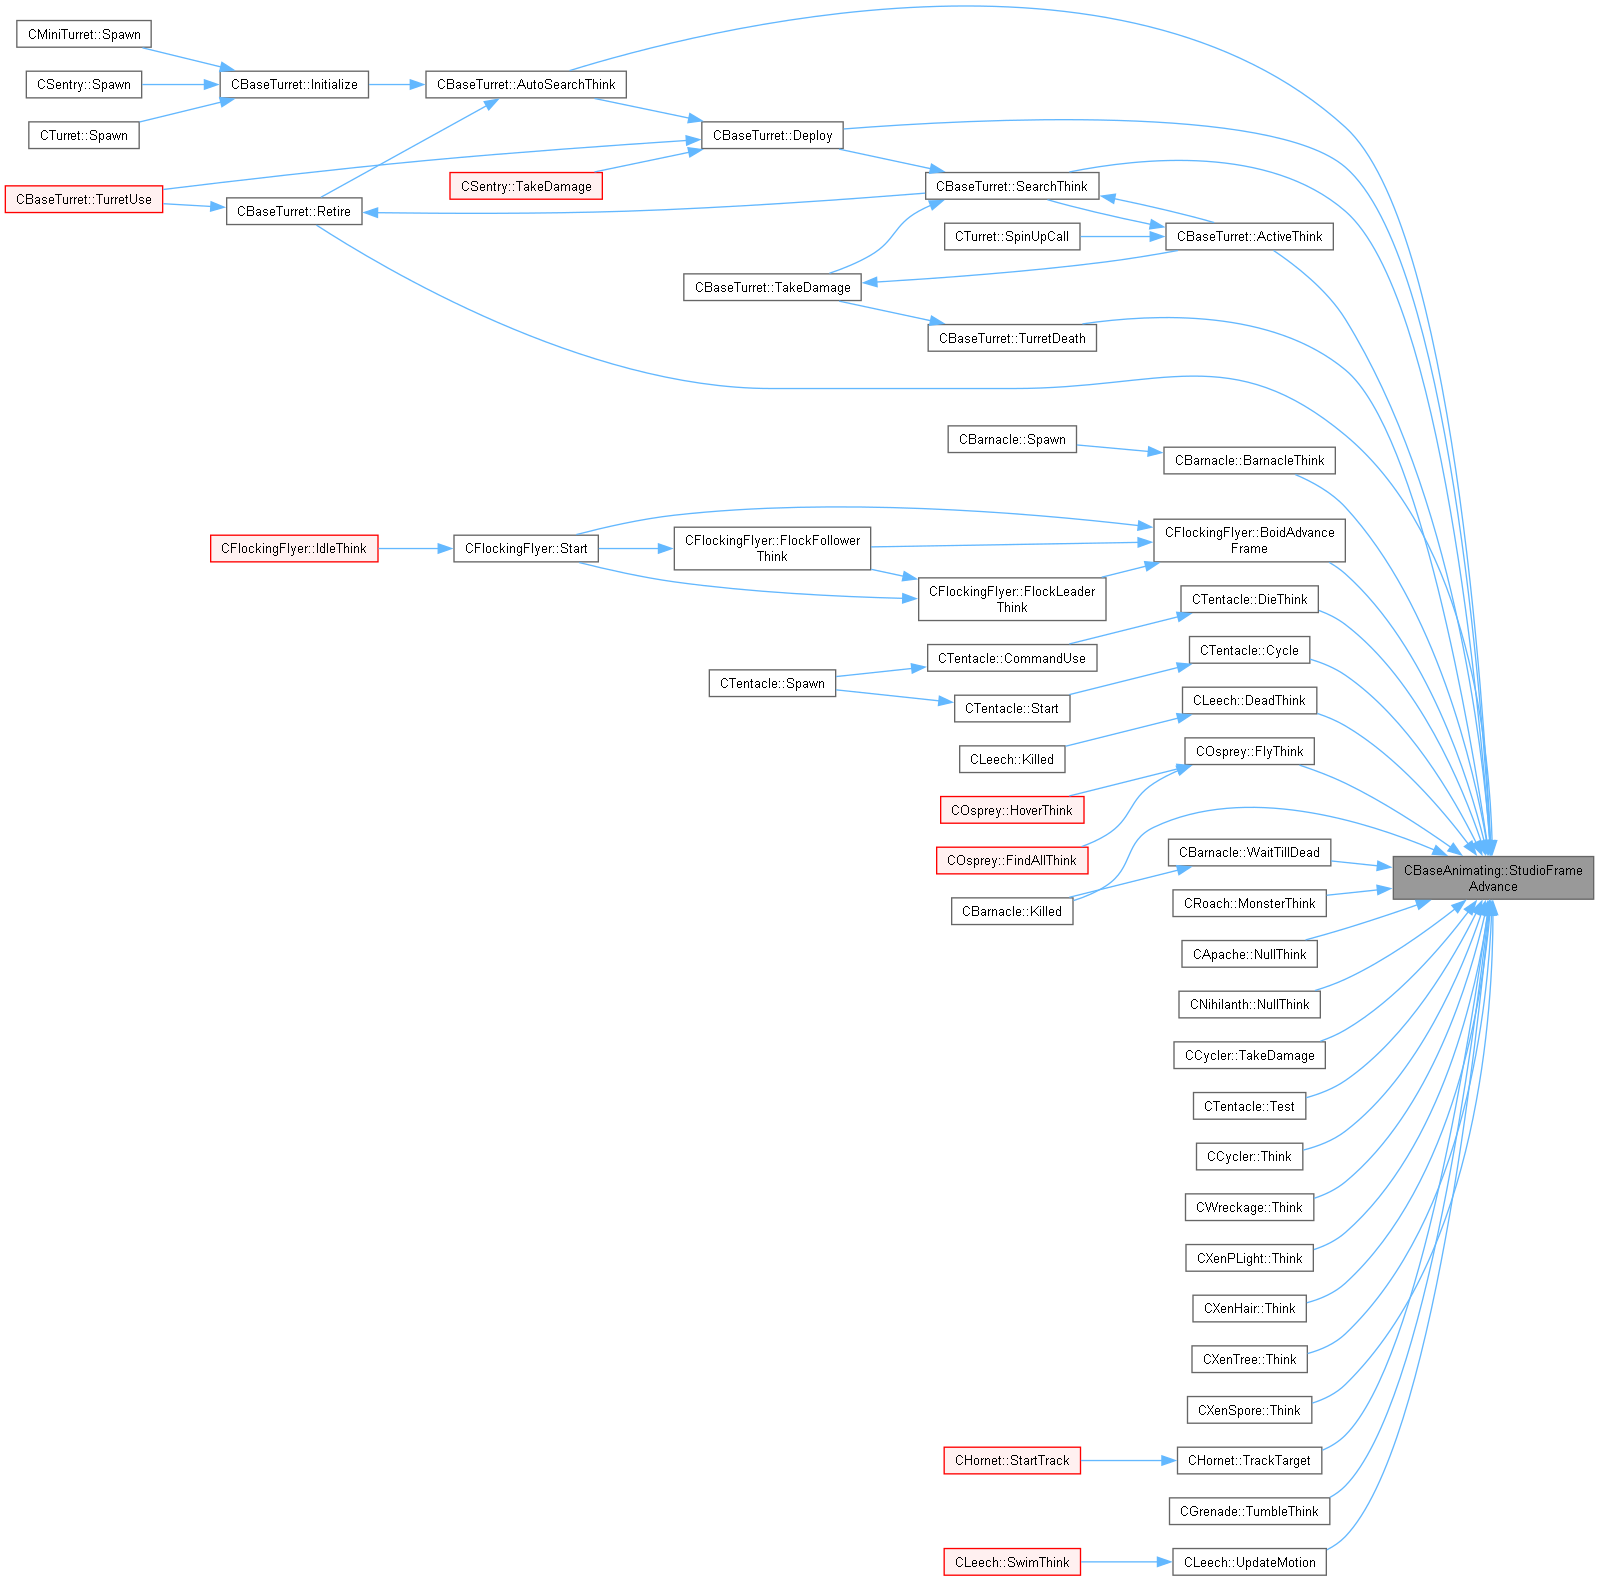 CMiniTurret::Spawn
CSentry::Spawn
CBaseTurret::Initialize
CBaseTurret::AutoSearchThink
CTurret::Spawn
CBaseTurret::Deploy
CBaseTurret::TurretUse
CSentry::TakeDamage
CBaseTurret::SearchThink
CBaseTurret::Retire
CTurret::SpinUpCall
CBaseTurret::ActiveThink
CBaseTurret::TakeDamage
CBaseTurret::TurretDeath
CBarnacle::Spawn
CBarnacle::BarnacleThink
CFlockingFlyer::IdleThink
CFlockingFlyer::Start
CFlockingFlyer::FlockFollower
Think
CFlockingFlyer::BoidAdvance
Frame
CFlockingFlyer::FlockLeader
Think
CTentacle::DieThink
CTentacle::CommandUse
CTentacle::Cycle
CTentacle::Spawn
CTentacle::Start
CLeech::DeadThink
CLeech::Killed
COsprey::FlyThink
COsprey::HoverThink
COsprey::FindAllThink
CBarnacle::WaitTillDead
CBaseAnimating::StudioFrame
Advance
CBarnacle::Killed
CRoach::MonsterThink
CApache::NullThink
CNihilanth::NullThink
CCycler::TakeDamage
CTentacle::Test
CCycler::Think
CWreckage::Think
CXenPLight::Think
CXenHair::Think
CXenTree::Think
CXenSpore::Think
CHornet::StartTrack
CHornet::TrackTarget
CGrenade::TumbleThink
CLeech::SwimThink
CLeech::UpdateMotion